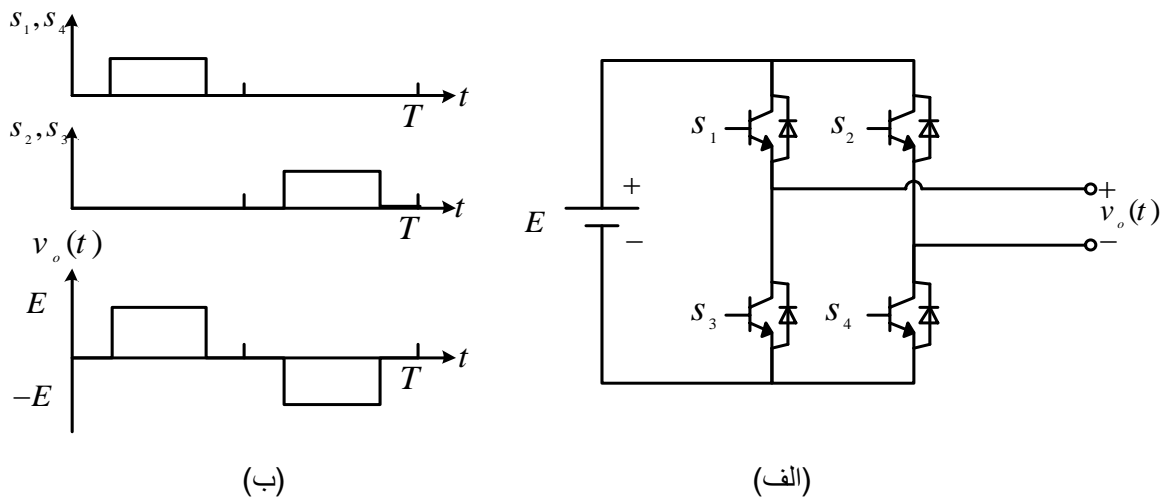 s₁,s₄
t
T
s₂,s₃
t
T
vₒ(t)
E
t
T
−E
(ب)
s₁
s₂
+
E
−
+
vₒ(t)
−
s₃
s₄
(الف)